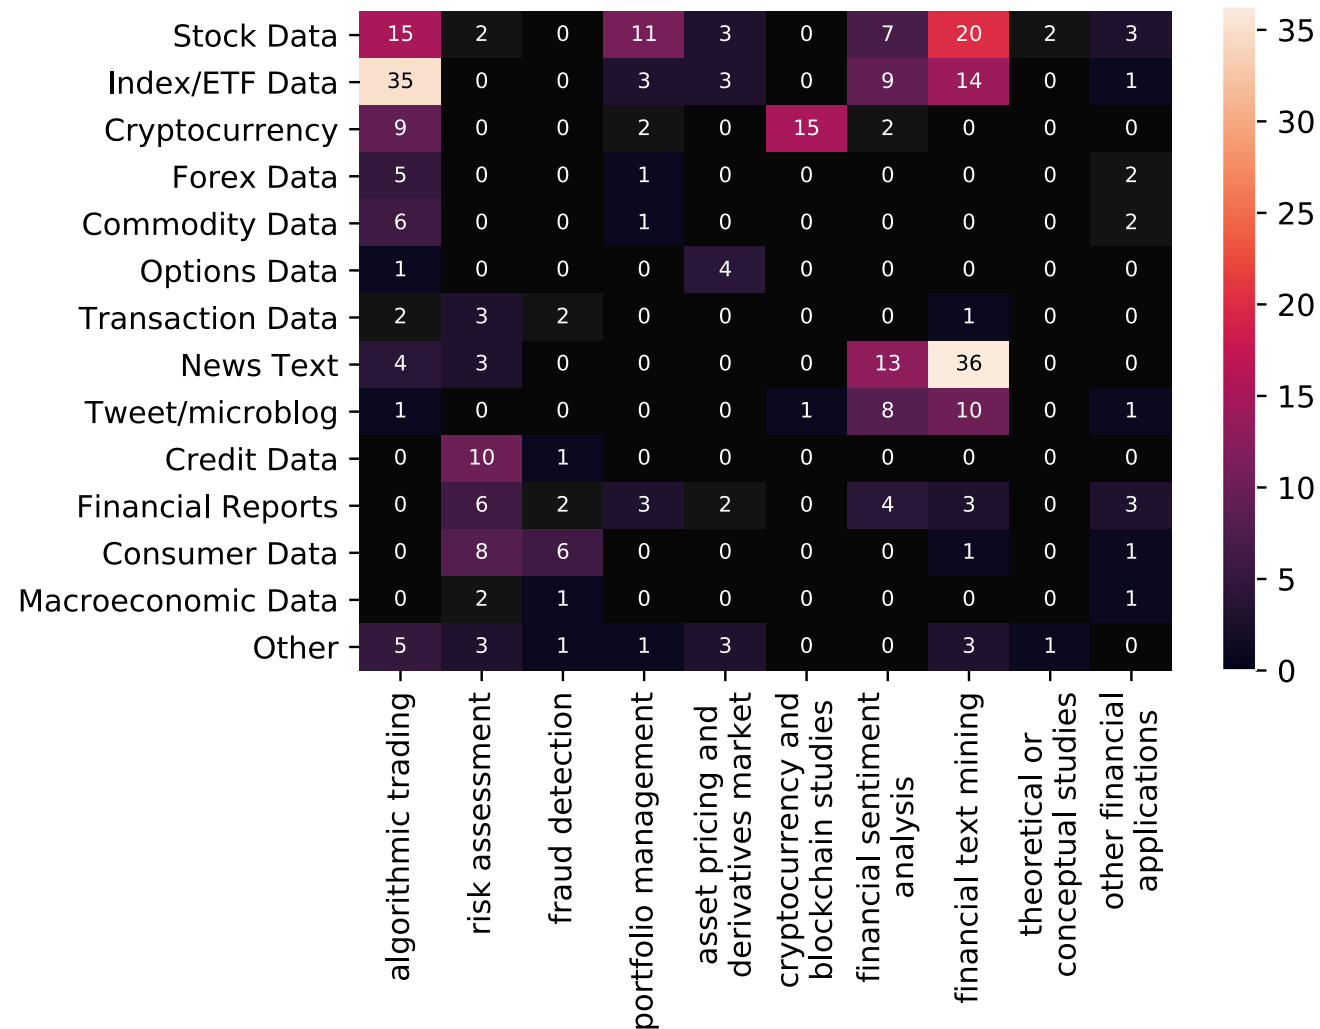 Stock Data 15 2 0 11 3 0 7 20 2 3
Index/ETF Data 35 0 0 3 3 0 9 14 0 1
Cryptocurrency 9 0 0 2 0 15 2 0 0 0
Forex Data 5 0 0 1 0 0 0 0 0 2
Commodity Data 6 0 0 1 0 0 0 0 0 2
Options Data 1 0 0 0 4 0 0 0 0 0
Transaction Data 2 3 2 0 0 0 0 1 0 0
News Text 4 3 0 0 0 0 13 36 0 0
Tweet/microblog 1 0 0 0 0 1 8 10 0 1
Credit Data 0 10 1 0 0 0 0 0 0 0
Financial Reports 0 6 2 3 2 0 4 3 0 3
Consumer Data 0 8 6 0 0 0 0 1 0 1
Macroeconomic Data 0 2 1 0 0 0 0 0 0 1
Other 5 3 1 1 3 0 0 3 1 0
algorithmic trading
risk assessment
fraud detection
portfolio management
asset pricing and
derivatives market
cryptocurrency and
blockchain studies
financial sentiment
analysis
financial text mining
theoretical or
conceptual studies
other financial
applications
35
30
25
20
15
10
5
0